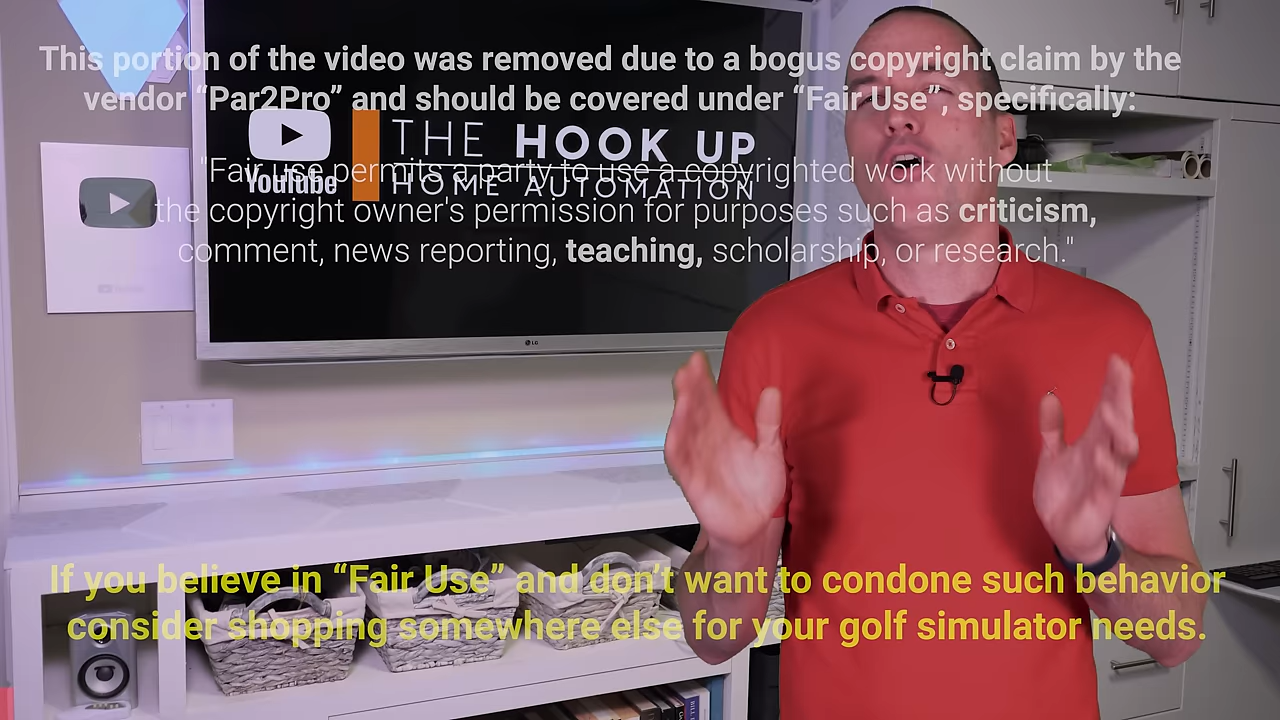 This portion of the video was removed due to a bogus copyright claim by the
vendor “Par2Pro” and should be covered under “Fair Use”, specifically:
THE HOOK UP
"Fair use permits a party to use a copyrighted work without
YouTube
HOME AUTOMATION
the copyright owner's permission for purposes such as criticism,
comment, news reporting, teaching, scholarship, or research."
LG
If you believe in “Fair Use” and don’t want to condone such behavior
consider shopping somewhere else for your golf simulator needs.